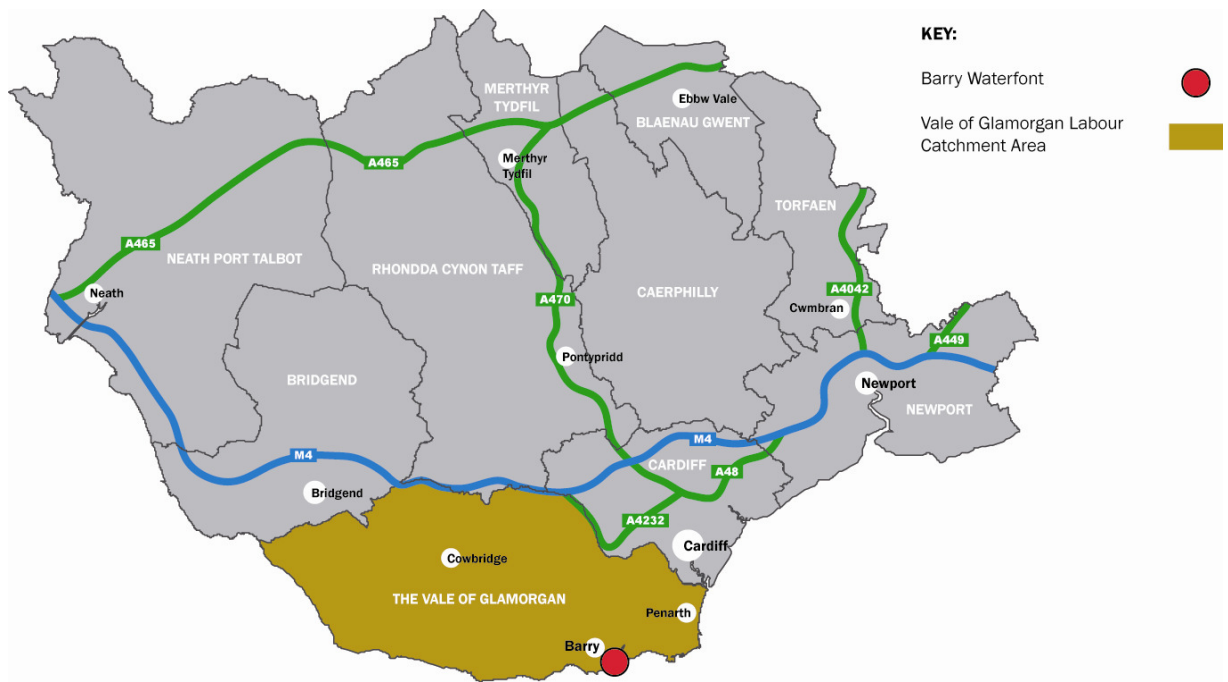 KEY:
Barry Waterfont
Vale of Glamorgan Labour
Catchment Area
MERTHYR
TYDFIL
Ebbw Vale
BLAENAU GWENT
A465
Merthyr
Tydfil
TORFAEN
A465
NEATH PORT TALBOT
RHONDDA CYNON TAFF
Neath
A470
CAERPHILLY
A4042
Cwmbran
A449
Pontypridd
BRIDGEND
Newport
NEWPORT
M4
M4
CARDIFF
A48
Bridgend
A4232
Cardiff
Cowbridge
THE VALE OF GLAMORGAN
Penarth
Barry